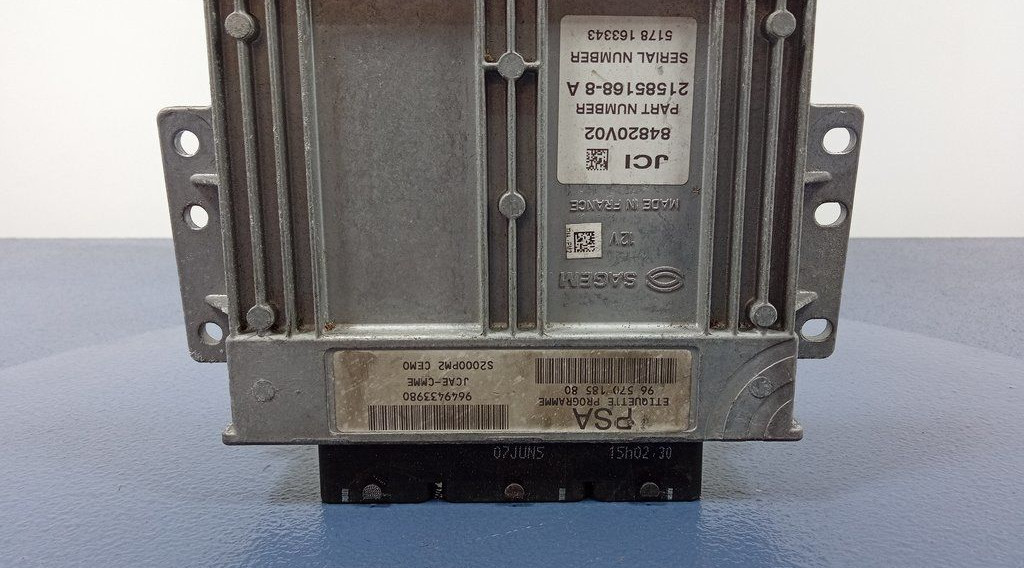 07JUN5 15h02 30
PSA
ETIQUETTE PROGRAMME
96 570 185 80
9649433980
JCAE-CMME
S2000PM2 CEMO
SAGEM
12V
MADE IN FRANCE
JCI
84820V02
PART NUMBER
21585168-8 A
SERIAL NUMBER
5178 163343